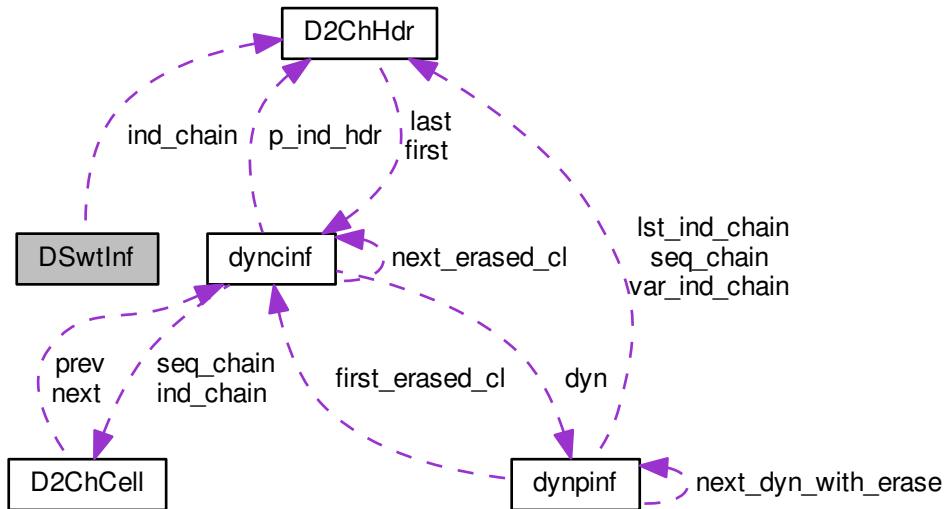 D2ChHdr
ind_chain
p_ind_hdr
last
first
lst_ind_chain
seq_chain
var_ind_chain
DSwtInf
dyncinf
next_erased_cl
prev
next
seq_chain
ind_chain
first_erased_cl
dyn
D2ChCell
dynpinf
next_dyn_with_erase